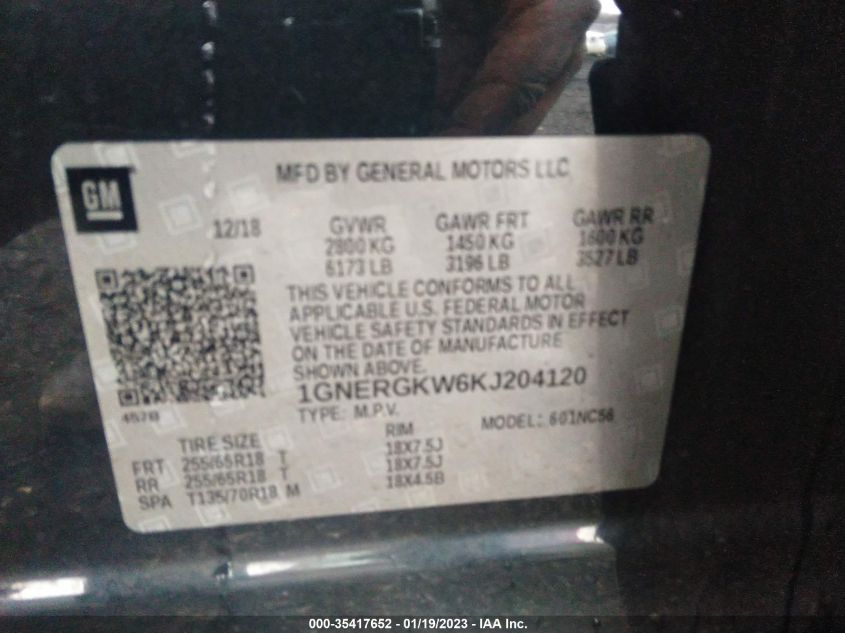 GM
MFD BY GENERAL MOTORS LLC
12/18 GVWR GAWR FRT GAWR RR
2800 KG 1450 KG 1600 KG
6173 LB 3196 LB 3527 LB
THIS VEHICLE CONFORMS TO ALL
APPLICABLE U.S. FEDERAL MOTOR
VEHICLE SAFETY STANDARDS IN EFFECT
ON THE DATE OF MANUFACTURE
SHOWN ABOVE.
1GNERGKW6KJ204120
TYPE: M.P.V. MODEL:
TIRE SIZE RIM
FRT 255/65R18 T 18X7.5J
RR 255/65R18 T 18X7.5J
SPA T135/70R18 M 18X4.5B
000-35417652 - 01/19/2023 - IAA Inc.